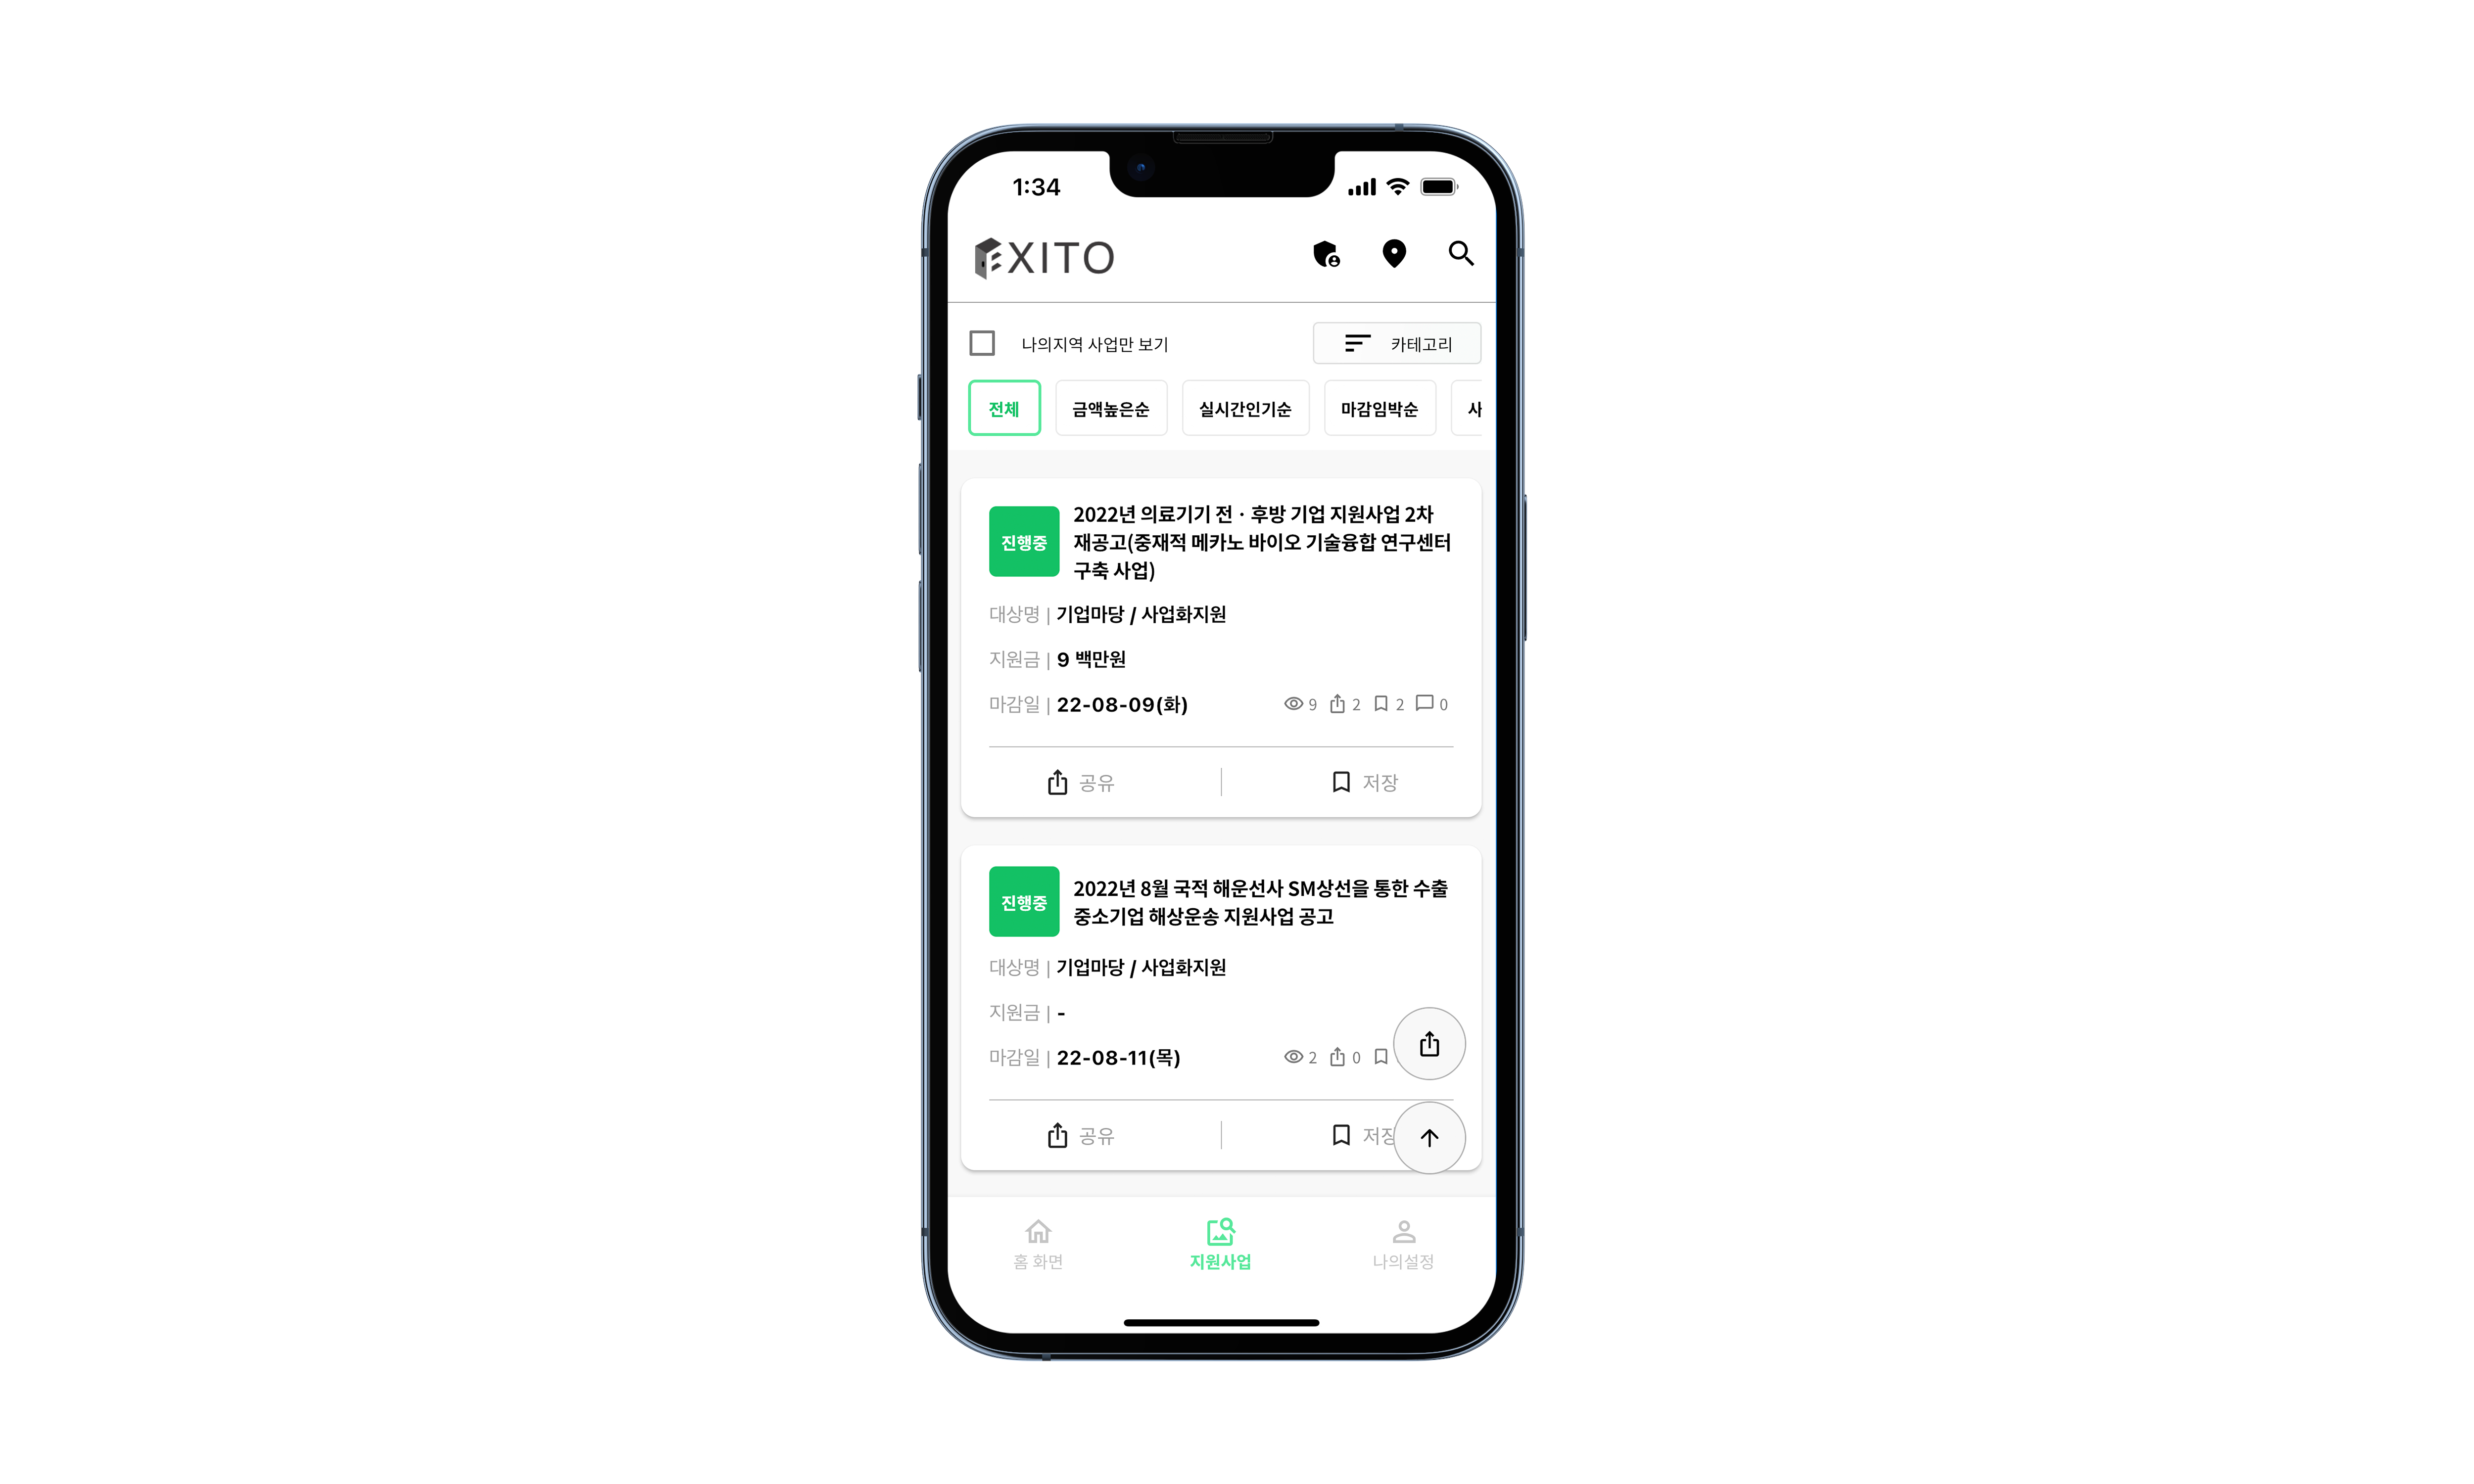 1:34
EXITO
나의지역 사업만 보기
카테고리
전체
금액높은순
실시간인기순
마감임박순
사
진행중
2022년 의료기기 전 · 후방 기업 지원사업 2차
재공고(중재적 메카노 바이오 기술융합 연구센터
구축 사업)
대상명 | 기업마당 / 사업화지원
지원금 | 9 백만원
마감일 | 22-08-09(화)
9 2 2 0
공유
저장
진행중
2022년 8월 국적 해운선사 SM상선을 통한 수출
중소기업 해상운송 지원사업 공고
대상명 | 기업마당 / 사업화지원
지원금 | -
마감일 | 22-08-11(목)
2 0
공유
저장
홈 화면
지원사업
나의설정